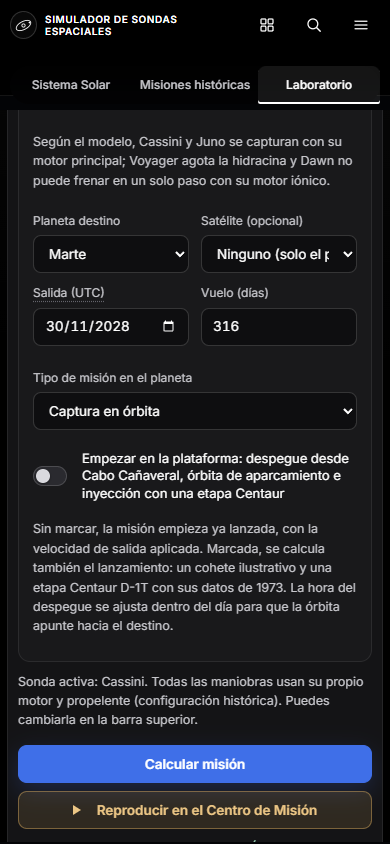 SIMULADOR DE SONDAS
ESPACIALES
Sistema Solar
Misiones históricas
Laboratorio
Según el modelo, Cassini y Juno se capturan con su
motor principal; Voyager agota la hidracina y Dawn no
puede frenar en un solo paso con su motor iónico.
Planeta destino
Satélite (opcional)
Marte
Ninguno (solo el p
Salida (UTC)
Vuelo (días)
30/11/2028
316
Tipo de misión en el planeta
Captura en órbita
Empezar en la plataforma: despegue desde
Cabo Cañaveral, órbita de aparcamiento e
inyección con una etapa Centaur
Sin marcar, la misión empieza ya lanzada, con la
velocidad de salida aplicada. Marcada, se calcula
también el lanzamiento: un cohete ilustrativo y una
etapa Centaur D-1T con sus datos de 1973. La hora del
despegue se ajusta dentro del día para que la órbita
apunte hacia el destino.
Sonda activa: Cassini. Todas las maniobras usan su propio
motor y propelente (configuración histórica). Puedes
cambiarla en la barra superior.
Calcular misión
Reproducir en el Centro de Misión